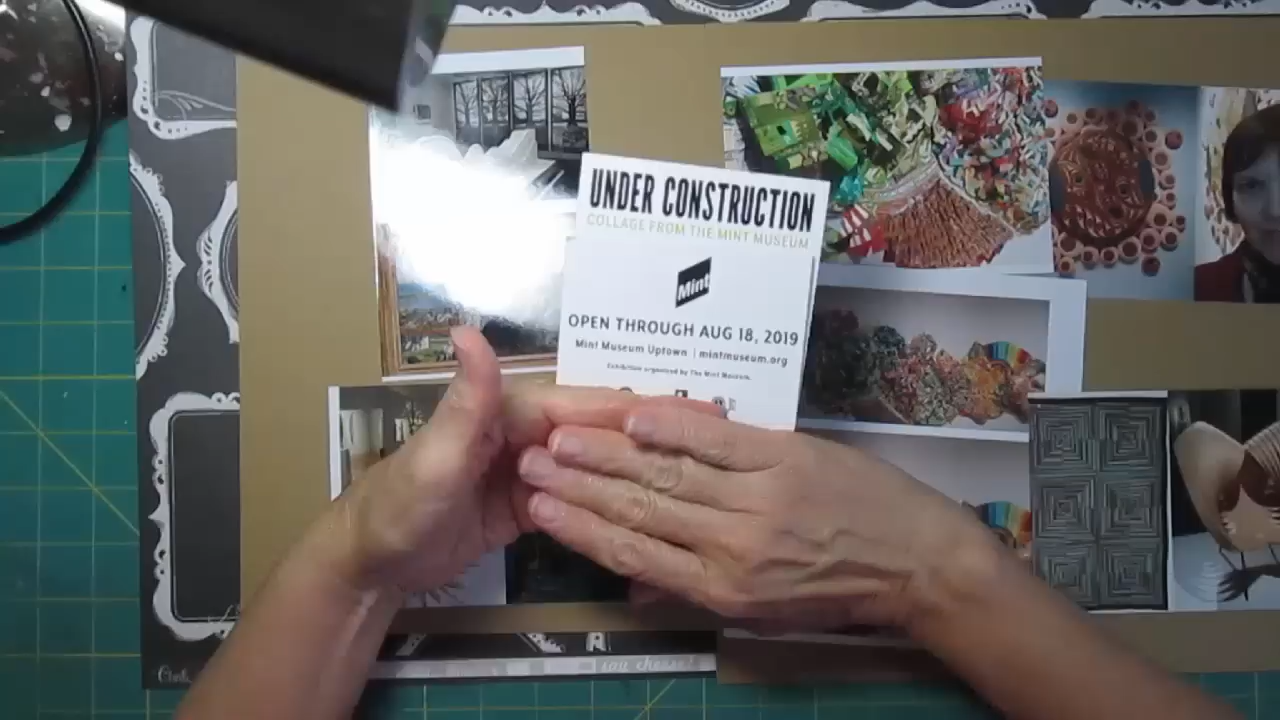 UNDER CONSTRUCTION
COLLAGE FROM THE MINT MUSEUM
Mint
OPEN THROUGH AUG 18, 2019
Mint Museum Uptown | mintmuseum.org
Exhibition organized by The Mint Museum.
you choose!